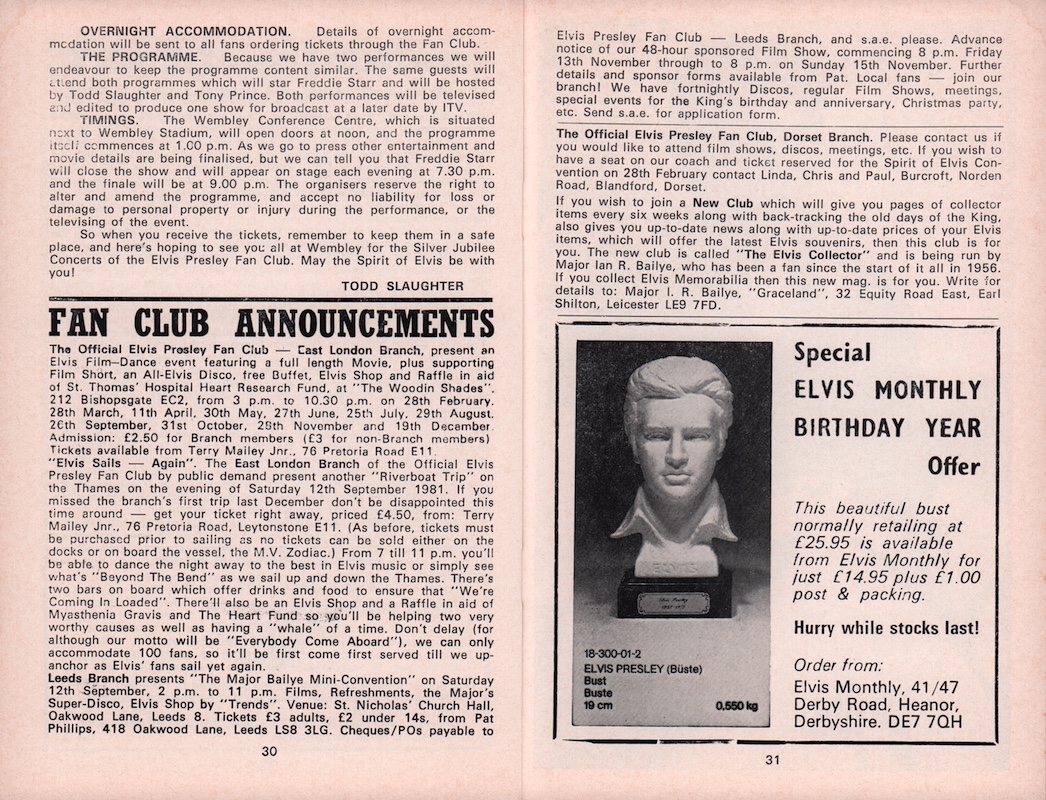 OVERNIGHT ACCOMMODATION. Details of overnight accom-
modation will be sent to all fans ordering tickets through the Fan Club.
THE PROGRAMME. Because we have two performances we will
endeavour to keep the programme content similar. The same guests will
attend both programmes which will star Freddie Starr and will be hosted
by Todd Slaughter and Tony Prince. Both performances will be televised
and edited to produce one show for broadcast at a later date by ITV.
TIMINGS. The Wembley Conference Centre, which is situated
next to Wembley Stadium, will open doors at noon, and the programme
itself commences at 1.00 p.m. As we go to press other entertainment and
movie details are being finalised, but we can tell you that Freddie Starr
will close the show and will appear on stage each evening at 7.30 p.m.
and the finale will be at 9.00 p.m. The organisers reserve the right to
alter and amend the programme, and accept no liability for loss or
damage to personal property or injury during the performance, or the
televising of the event.
So when you receive the tickets, remember to keep them in a safe
place, and here's hoping to see you all at Wembley for the Silver Jubilee
Concerts of the Elvis Presley Fan Club. May the Spirit of Elvis be with
you!
TODD SLAUGHTER
FAN CLUB ANNOUNCEMENTS
The Official Elvis Presley Fan Club — East London Branch, present an
Elvis Film—Dance event featuring a full length Movie, plus supporting
Film Short, an All-Elvis Disco, free Buffet, Elvis Shop and Raffle in aid
of St. Thomas' Hospital Heart Research Fund, at "The Woodin Shades",
212 Bishopsgate EC2, from 3 p.m. to 10.30 p.m. on 28th February,
28th March, 11th April, 30th May, 27th June, 25th July, 29th August,
26th September, 31st October, 29th November and 19th December.
Admission: £2.50 for Branch members (£3 for non-Branch members)
Tickets available from Terry Mailey Jnr., 76 Pretoria Road E11.
"Elvis Sails — Again". The East London Branch of the Official Elvis
Presley Fan Club by public demand present another "Riverboat Trip" on
the Thames on the evening of Saturday 12th September 1981. If you
missed the branch's first trip last December don't be disappointed this
time around — get your ticket right away, priced £4.50, from: Terry
Mailey Jnr., 76 Pretoria Road, Leytonstone E11. (As before, tickets must
be purchased prior to sailing as no tickets can be sold either on the
docks or on board the vessel, the M.V. Zodiac.) From 7 till 11 p.m. you'll
be able to dance the night away to the best in Elvis music or simply see
what's "Beyond The Bend" as we sail up and down the Thames. There's
two bars on board which offer drinks and food to ensure that "We're
Coming In Loaded". There'll also be an Elvis Shop and a Raffle in aid of
Myasthenia Gravis and The Heart Fund so you'll be helping two very
worthy causes as well as having a "whale" of a time. Don't delay (for
although our motto will be "Everybody Come Aboard"), we can only
accommodate 100 fans, so it'll be first come first served till we up-
anchor as Elvis' fans sail yet again.
Leeds Branch presents "The Major Bailye Mini-Convention" on Saturday
12th September, 2 p.m. to 11 p.m. Films, Refreshments, the Major's
Super-Disco, Elvis Shop by "Trends". Venue: St. Nicholas' Church Hall,
Oakwood Lane, Leeds 8. Tickets £3 adults, £2 under 14s, from Pat
Phillips, 418 Oakwood Lane, Leeds LS8 3LG. Cheques/POs payable to
30
Elvis Presley Fan Club — Leeds Branch, and s.a.e. please. Advance
notice of our 48-hour sponsored Film Show, commencing 8 p.m. Friday
13th November through to 8 p.m. on Sunday 15th November. Further
details and sponsor forms available from Pat. Local fans — join our
branch! We have fortnightly Discos, regular Film Shows, meetings,
special events for the King's birthday and anniversary, Christmas party,
etc. Send s.a.e. for application form.
The Official Elvis Presley Fan Club, Dorset Branch. Please contact us if
you would like to attend film shows, discos, meetings, etc. If you wish to
have a seat on our coach and ticket reserved for the Spirit of Elvis Con-
vention on 28th February contact Linda, Chris and Paul, Burcroft, Norden
Road, Blandford, Dorset.
If you wish to join a New Club which will give you pages of collector
items every six weeks along with back-tracking the old days of the King,
also gives you up-to-date news along with up-to-date prices of your Elvis
items, which will offer the latest Elvis souvenirs, then this club is for
you. The new club is called "The Elvis Collector" and is being run by
Major Ian R. Bailye, who has been a fan since the start of it all in 1956.
If you collect Elvis Memorabilia then this new mag. is for you. Write for
details to: Major I. R. Bailye, "Graceland", 32 Equity Road East, Earl
Shilton, Leicester LE9 7FD.
ELVIS
Elvis Presley
1935-1977
18-300-01-2
ELVIS PRESLEY (Büste)
Bust
Buste
19 cm
0,550 kg
Special
ELVIS MONTHLY
BIRTHDAY YEAR
Offer
This beautiful bust
normally retailing at
£25.95 is available
from Elvis Monthly for
just £14.95 plus £1.00
post & packing.
Hurry while stocks last!
Order from:
Elvis Monthly, 41/47
Derby Road, Heanor,
Derbyshire. DE7 7QH
31